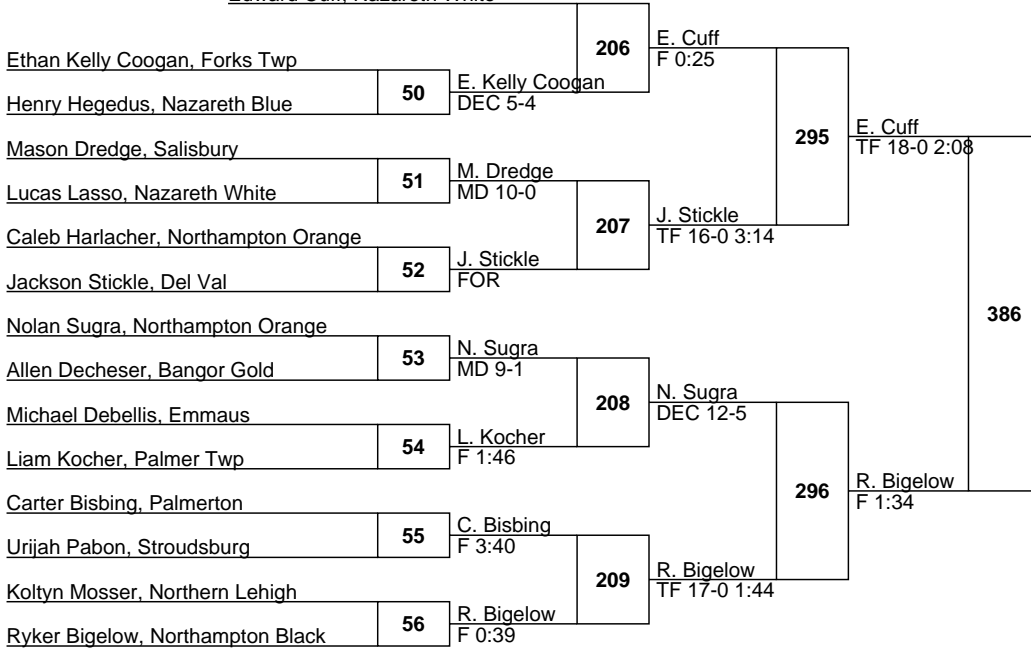 Edward Cuff, Nazareth White
206
E. Cuff
F 0:25
Ethan Kelly Coogan, Forks Twp
50
E. Kelly Coogan
DEC 5-4
Henry Hegedus, Nazareth Blue
295
E. Cuff
TF 18-0 2:08
Mason Dredge, Salisbury
51
M. Dredge
MD 10-0
Lucas Lasso, Nazareth White
207
J. Stickle
TF 16-0 3:14
Caleb Harlacher, Northampton Orange
52
J. Stickle
FOR
Jackson Stickle, Del Val
386
Nolan Sugra, Northampton Orange
53
N. Sugra
MD 9-1
Allen Decheser, Bangor Gold
208
N. Sugra
DEC 12-5
Michael Debellis, Emmaus
54
L. Kocher
F 1:46
Liam Kocher, Palmer Twp
296
R. Bigelow
F 1:34
Carter Bisbing, Palmerton
55
C. Bisbing
F 3:40
Urijah Pabon, Stroudsburg
209
R. Bigelow
TF 17-0 1:44
Koltyn Mosser, Northern Lehigh
56
R. Bigelow
F 0:39
Ryker Bigelow, Northampton Black